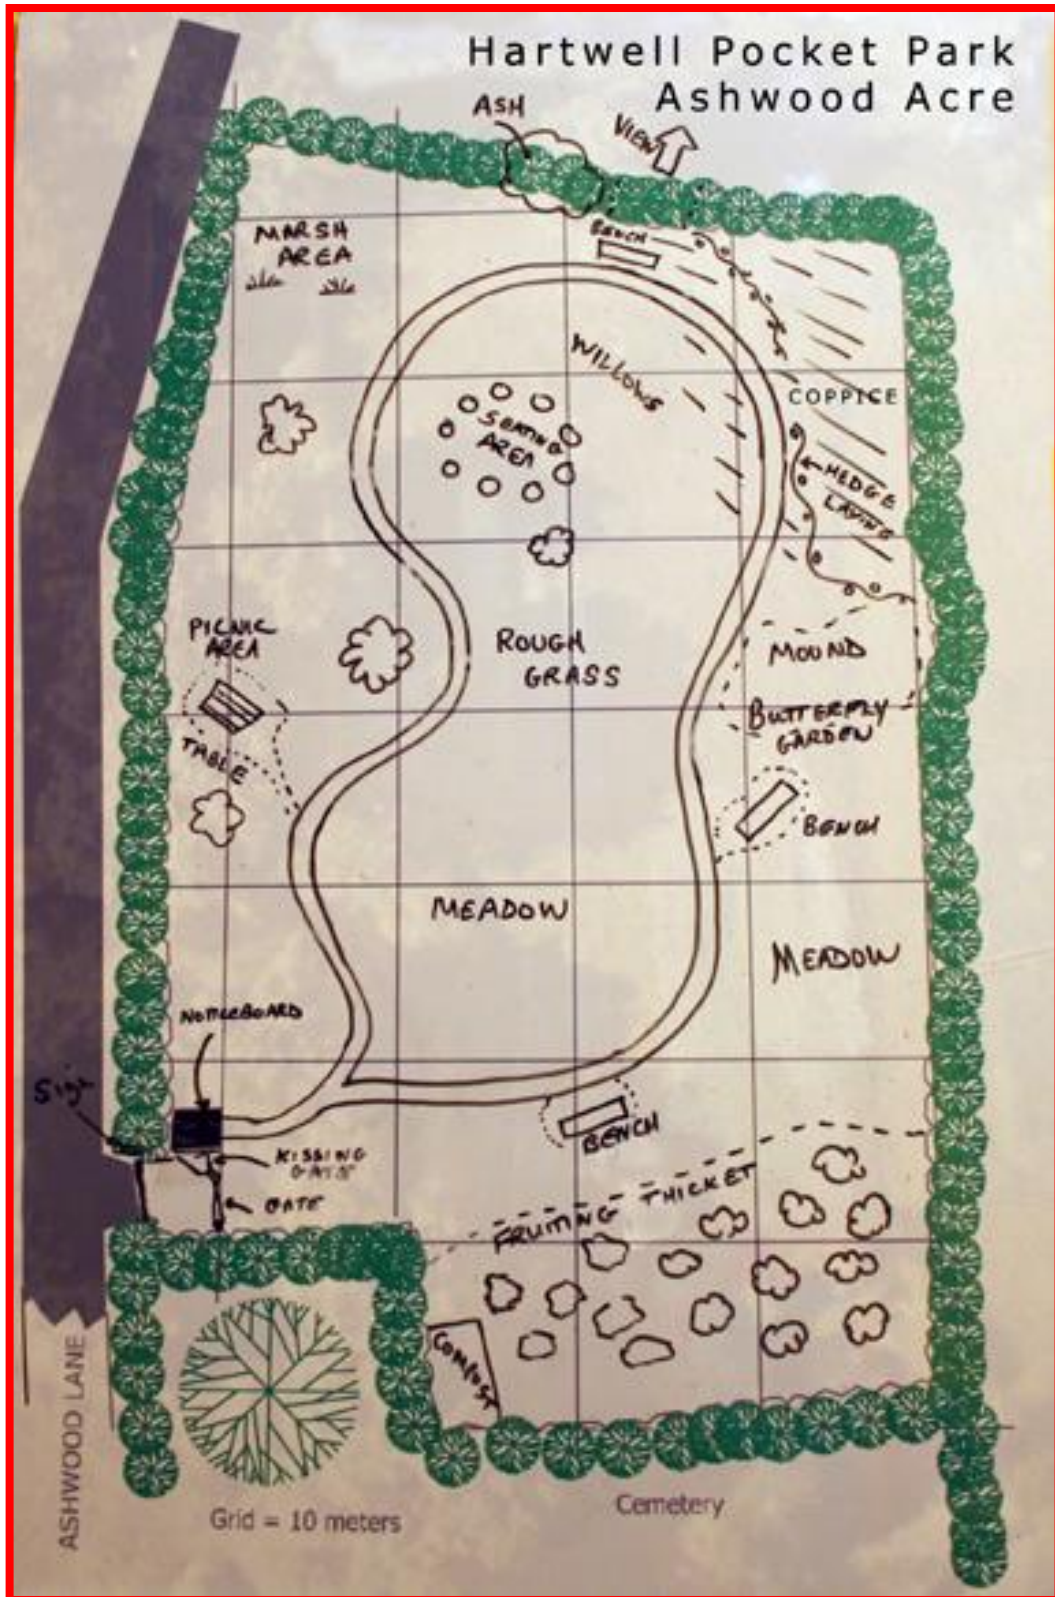 Hartwell Pocket Park
Ashwood Acre
ASH
VIEW
BENCH
MARSH
AREA
WILLOWS
COPPICE
SEATING
AREA
HEDGE
LAYING
PICNIC
AREA
ROUGH
GRASS
MOUND
BUTTERFLY
GARDEN
TABLE
BENCH
MEADOW
MEADOW
NOTICEBOARD
Sign
BENCH
KISSING
GATE
GATE
FRUITING THICKET
COMPOST
ASHWOOD LANE
Cemetery
Grid = 10 meters